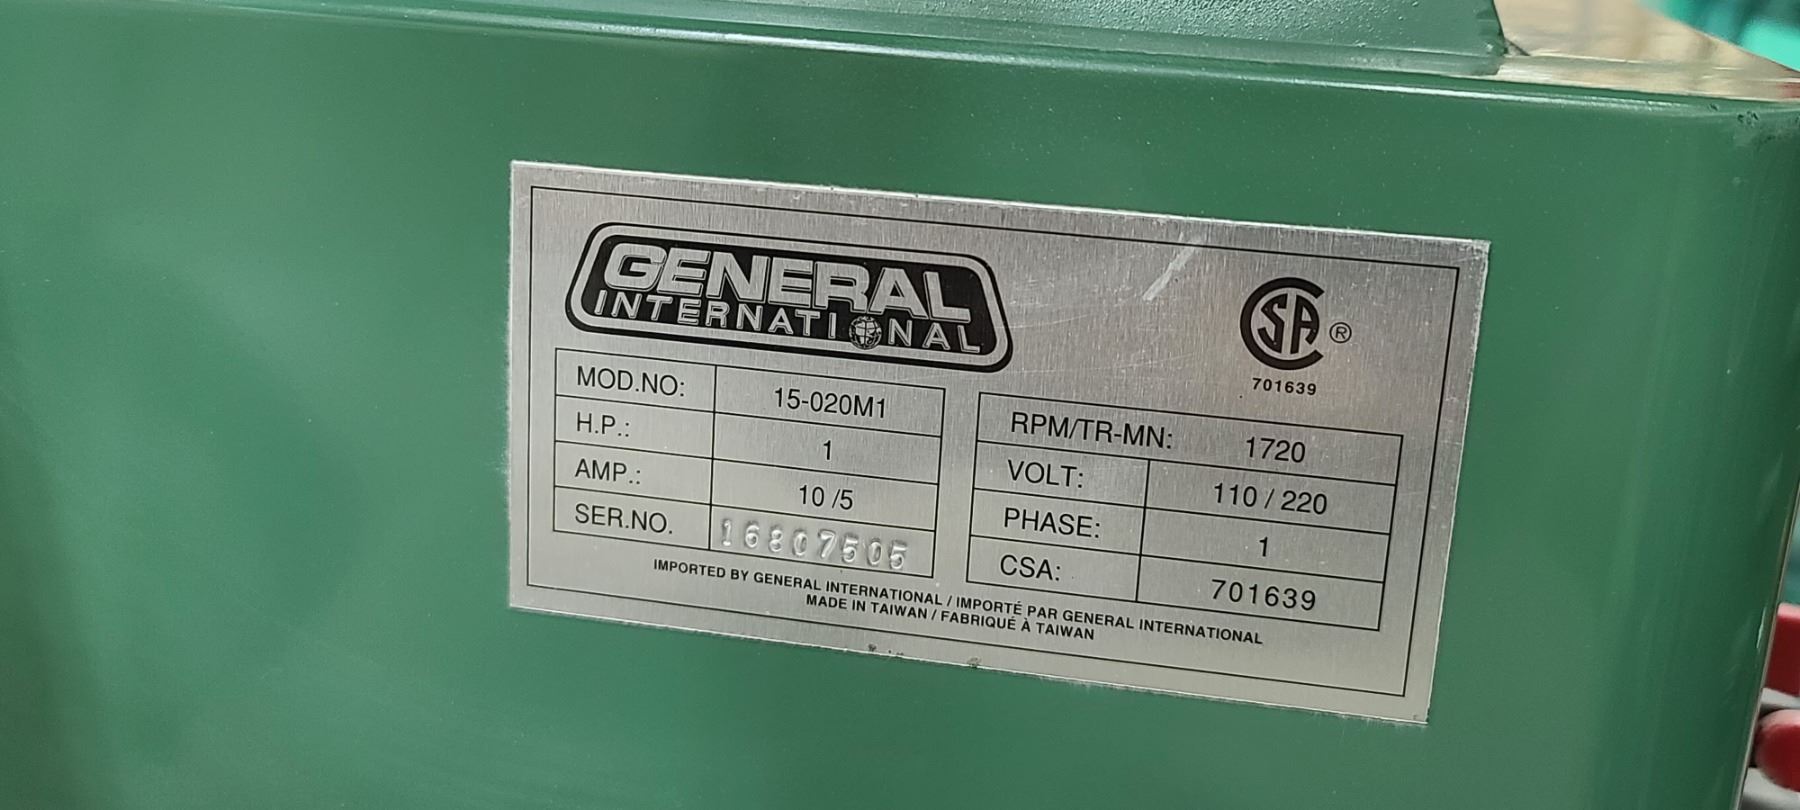 GENERAL
INTERNATIONAL
CSA ®
701639
MOD.NO: 15-020M1
H.P.: 1
AMP.: 10 /5
SER.NO. 16807505
RPM/TR-MN: 1720
VOLT: 110 / 220
PHASE: 1
CSA: 701639
IMPORTED BY GENERAL INTERNATIONAL / IMPORTÉ PAR GENERAL INTERNATIONAL
MADE IN TAIWAN / FABRIQUÉ À TAIWAN